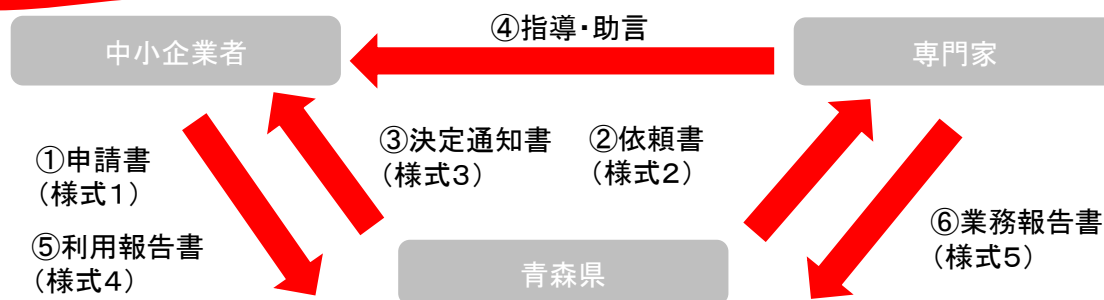 ④指導・助言
中小企業者
専門家
③決定通知書
(様式3)
②依頼書
(様式2)
①申請書
(様式1)
⑤利用報告書
(様式4)
⑥業務報告書
(様式5)
青森県